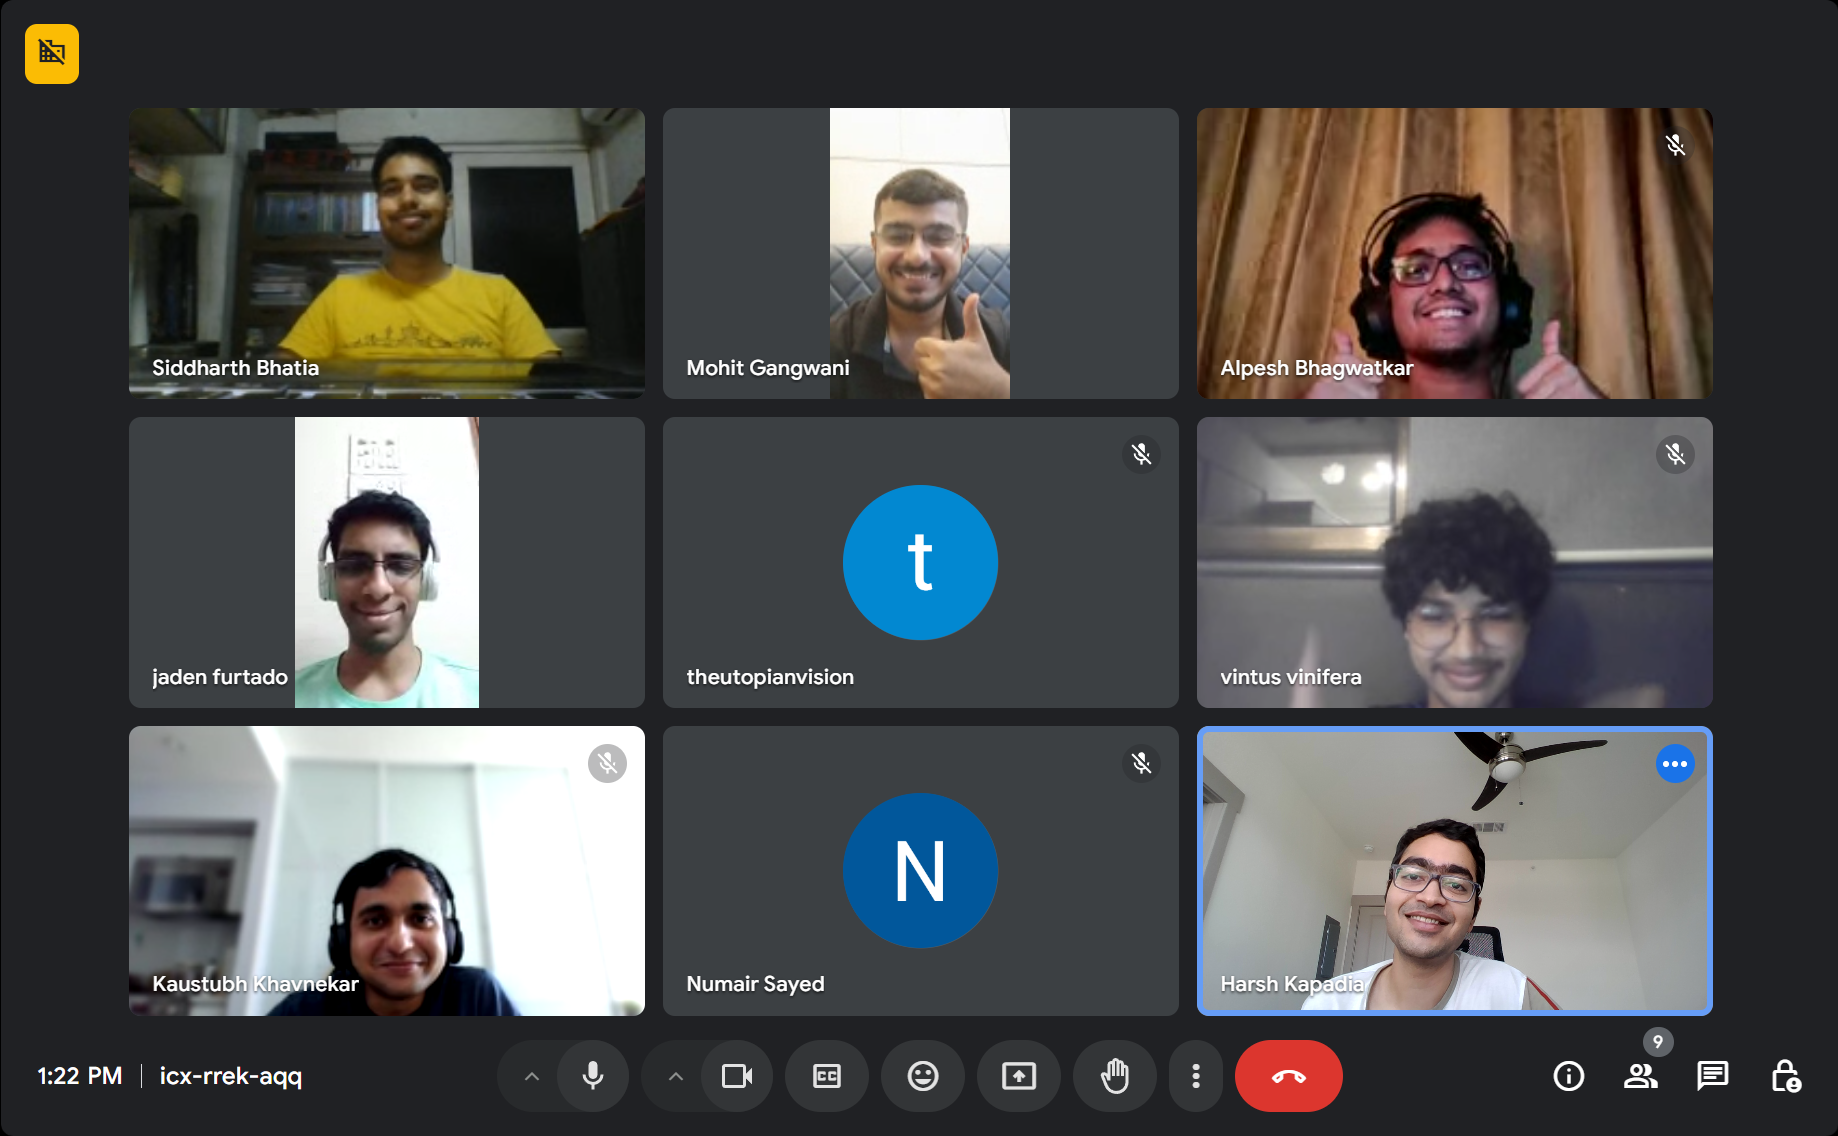 Siddharth Bhatia
Mohit Gangwani
Alpesh Bhagwatkar
jaden furtado
t
theutopianvision
vintus vinifera
Kaustubh Khavnekar
N
Numair Sayed
Harsh Kapadia
1:22 PM
icx-rrek-aqq
CC
9